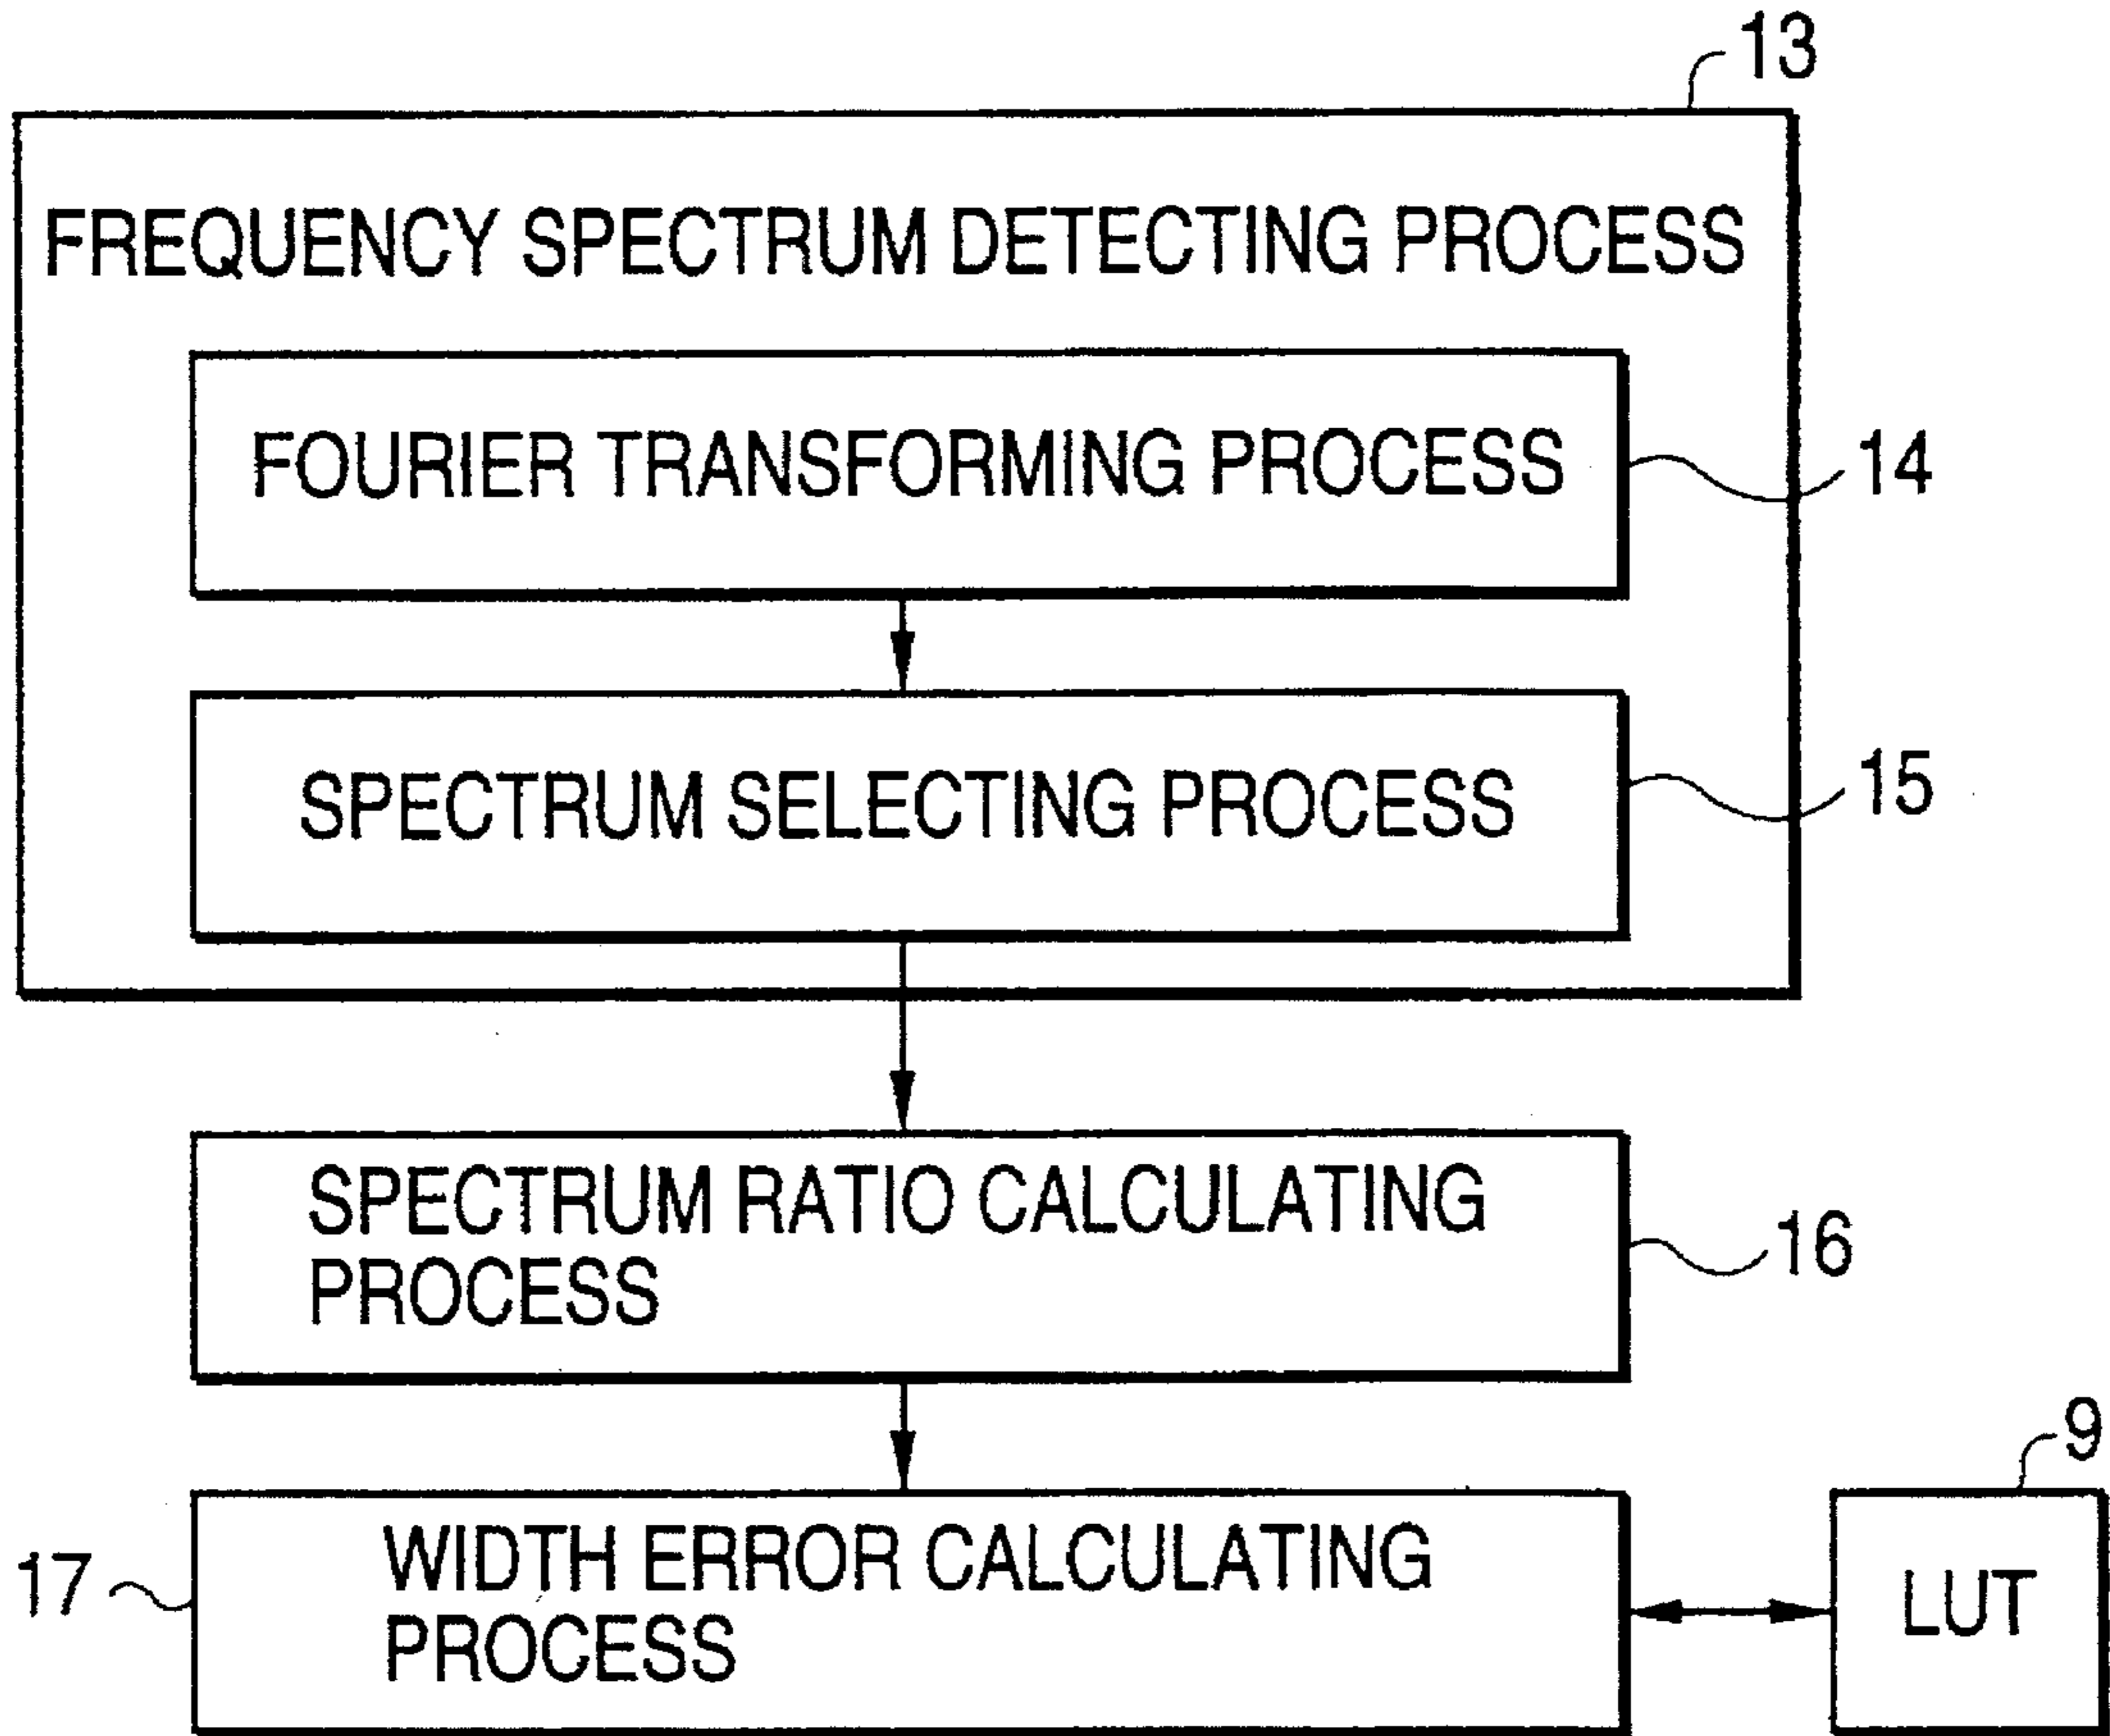 13
FREQUENCY SPECTRUM DETECTING PROCESS
FOURIER TRANSFORMING PROCESS
14
SPECTRUM SELECTING PROCESS
15
SPECTRUM RATIO CALCULATING
PROCESS
16
9
17
WIDTH ERROR CALCULATING
PROCESS
LUT